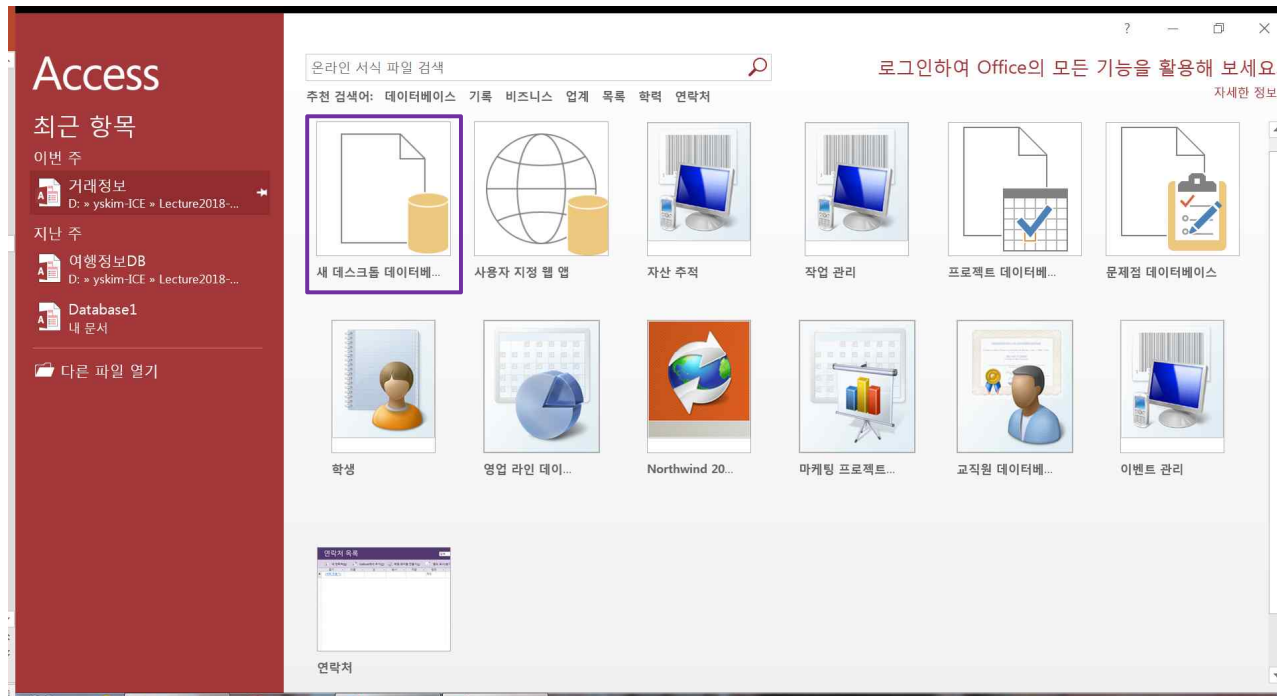 Access
최근 항목
이번 주
거래정보
D: » yskim-ICE » Lecture2018-...
지난 주
여행정보DB
D: » yskim-ICE » Lecture2018-...
Database1
내 문서
다른 파일 열기
온라인 서식 파일 검색
추천 검색어: 데이터베이스 기록 비즈니스 업계 목록 학력 연락처
로그인하여 Office의 모든 기능을 활용해 보세요
자세한 정보
새 데스크톱 데이터베...
사용자 지정 웹 앱
자산 추적
작업 관리
프로젝트 데이터베...
문제점 데이터베이스
학생
영업 라인 데이...
Northwind 20...
마케팅 프로젝트...
교직원 데이터베...
이벤트 관리
연락처 목록
연락처